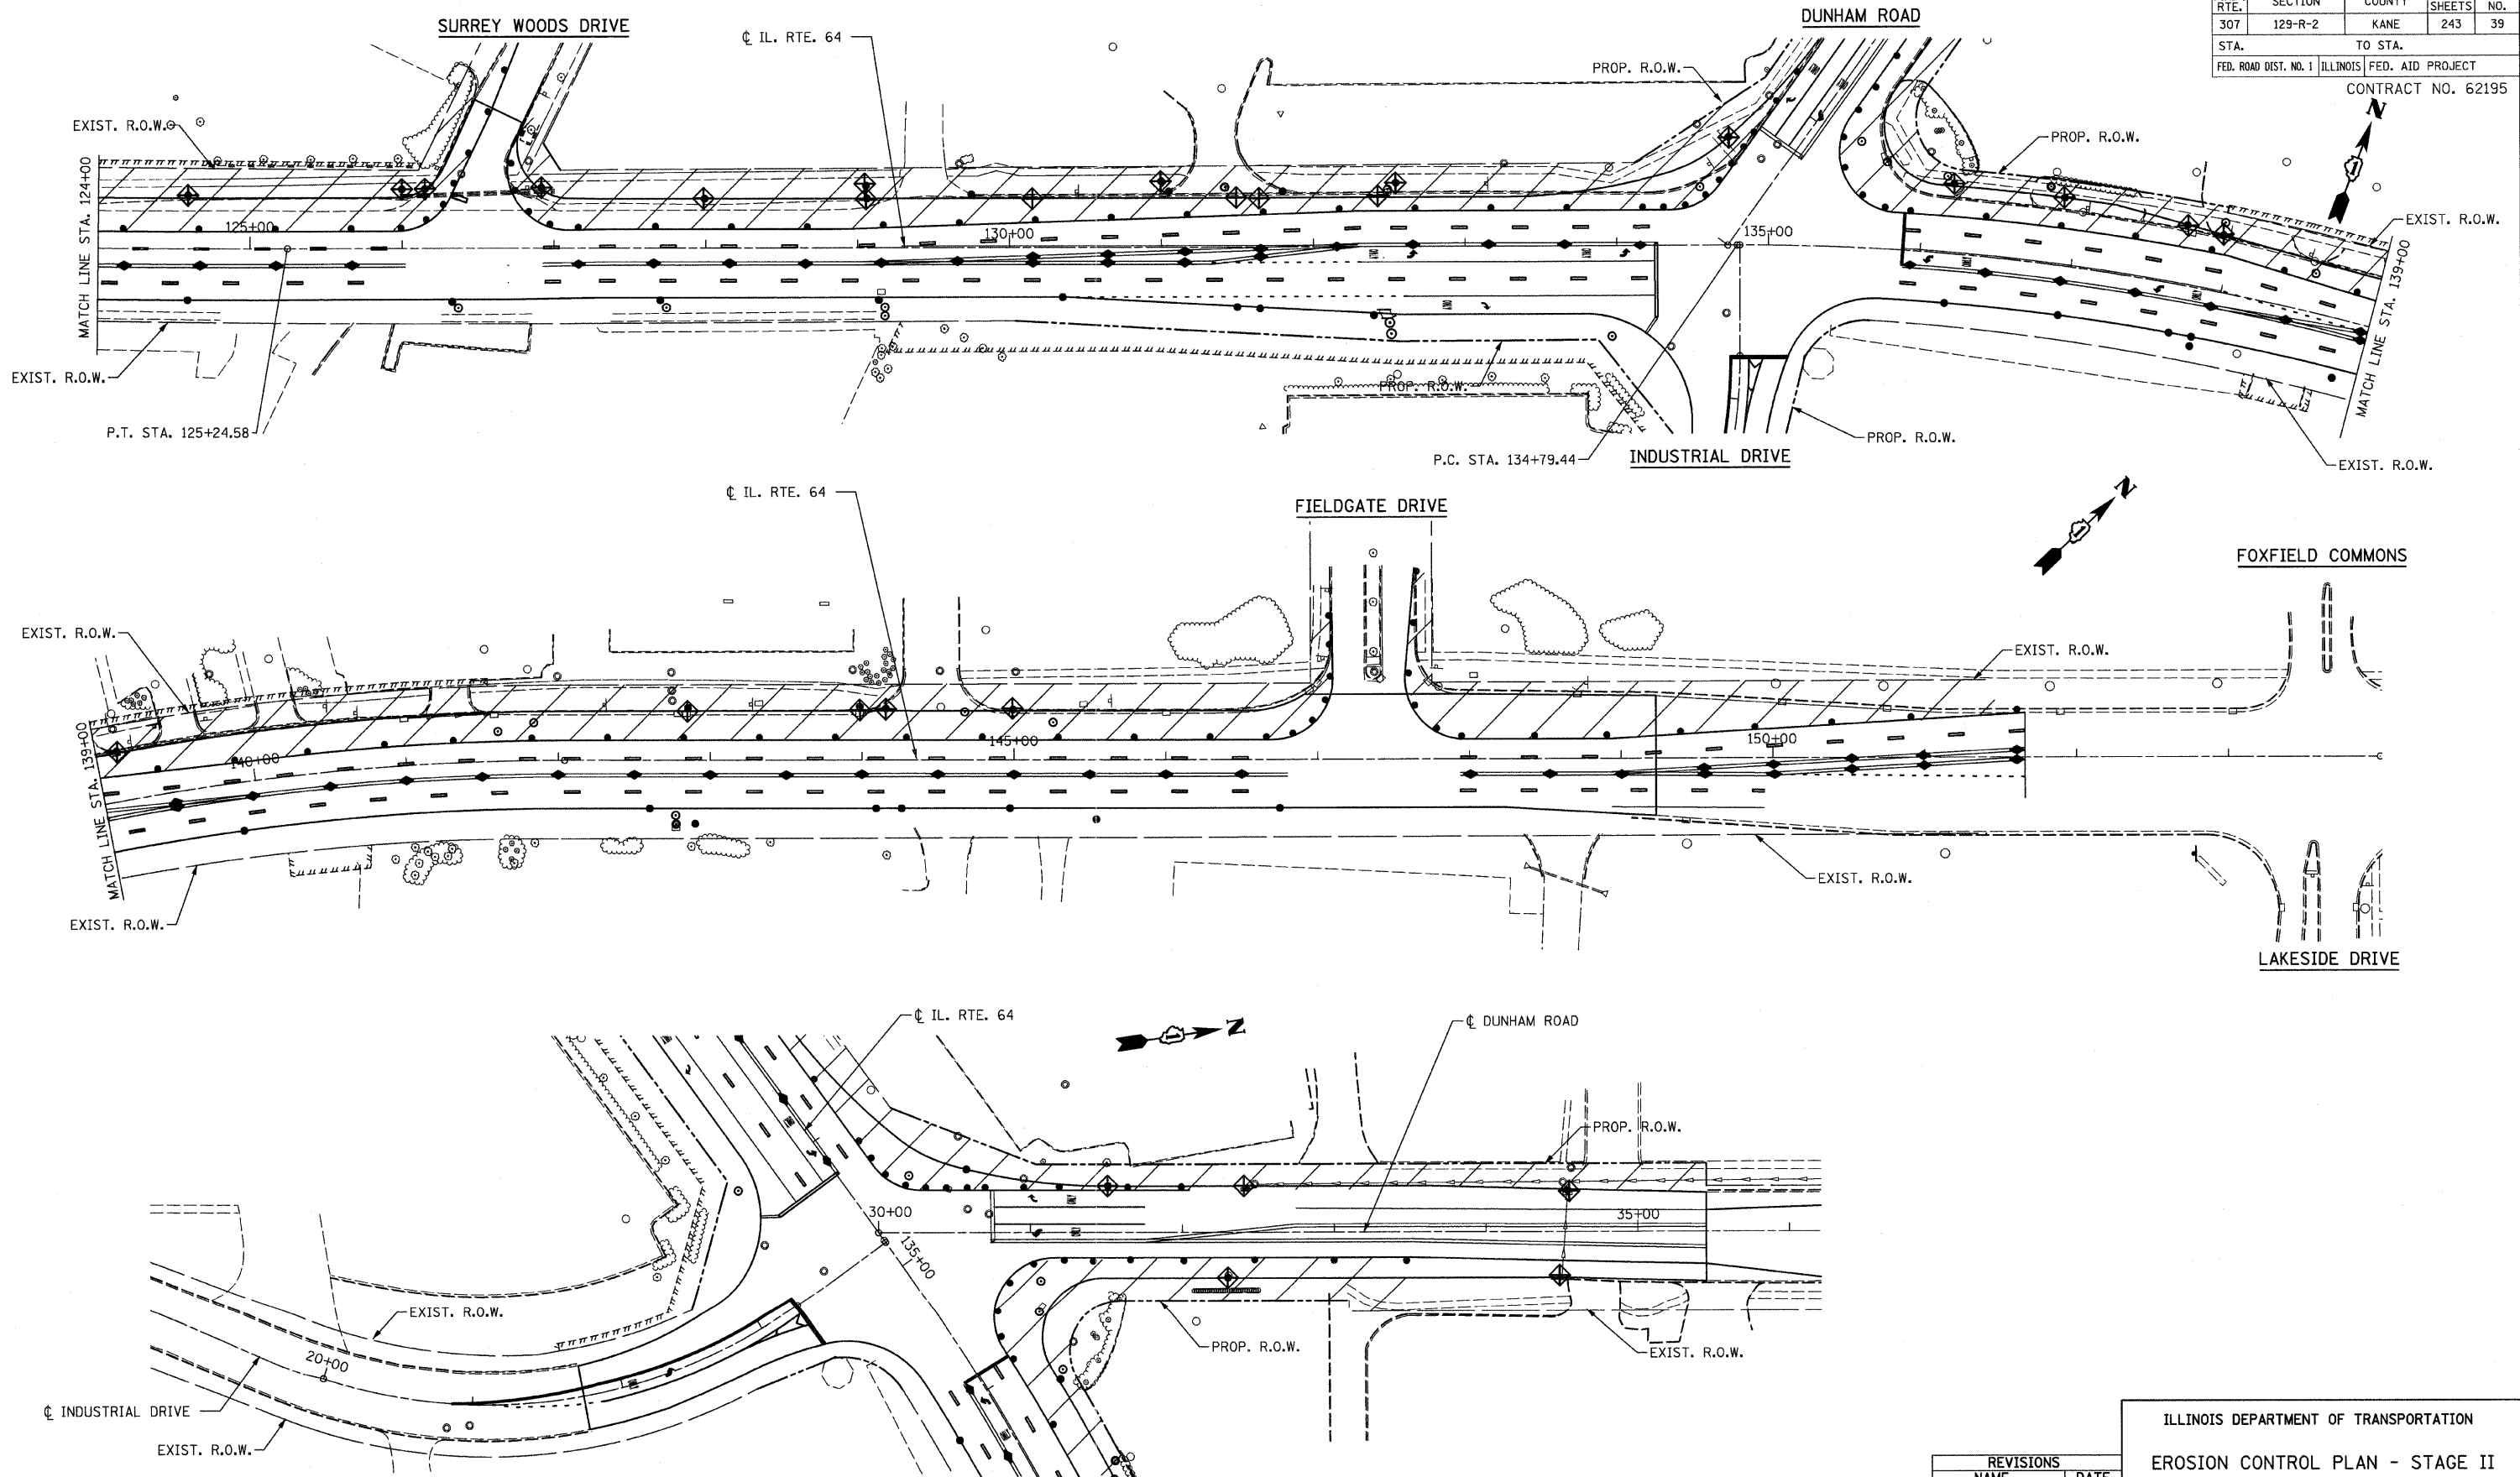 RTE. SECTION COUNTY SHEETS NO.
307 129-R-2 KANE 243 39
STA. TO STA.
FED. ROAD DIST. NO. 1 ILLINOIS FED. AID PROJECT
CONTRACT NO. 62195
SURREY WOODS DRIVE
℄ IL. RTE. 64
DUNHAM ROAD
PROP. R.O.W.
N
EXIST. R.O.W.
PROP. R.O.W.
MATCH LINE STA. 124+00
EXIST. R.O.W.
125+00
130+00
135+00
MATCH LINE STA. 139+00
EXIST. R.O.W.
PROP. R.O.W.
P.T. STA. 125+24.58
PROP. R.O.W.
P.C. STA. 134+79.44
INDUSTRIAL DRIVE
EXIST. R.O.W.
℄ IL. RTE. 64
FIELDGATE DRIVE
N
FOXFIELD COMMONS
EXIST. R.O.W.
EXIST. R.O.W.
MATCH LINE STA. 139+00
140+00
145+00
150+00
EXIST. R.O.W.
EXIST. R.O.W.
LAKESIDE DRIVE
℄ IL. RTE. 64
N
℄ DUNHAM ROAD
PROP. R.O.W.
30+00
35+00
135+00
EXIST. R.O.W.
PROP. R.O.W.
EXIST. R.O.W.
20+00
℄ INDUSTRIAL DRIVE
EXIST. R.O.W.
ILLINOIS DEPARTMENT OF TRANSPORTATION
REVISIONS
NAME DATE
EROSION CONTROL PLAN - STAGE II